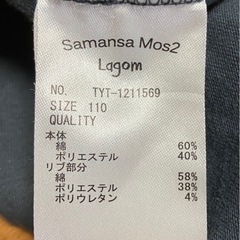 Samansa Mos2
Lagom
NO. TYT-1211569
SIZE 110
QUALITY
本体
綿 60%
ポリエステル 40%
リブ部分
綿 58%
ポリエステル 38%
ポリウレタン 4%